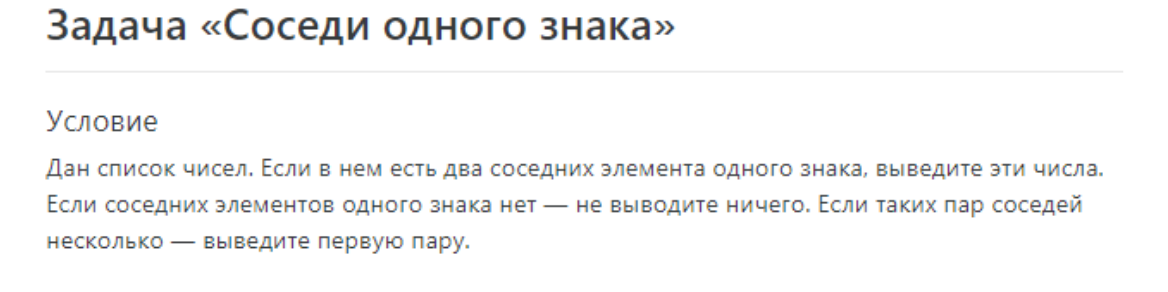 Задача «Соседи одного знака»
Условие
Дан список чисел. Если в нем есть два соседних элемента одного знака, выведите эти числа.
Если соседних элементов одного знака нет — не выводите ничего. Если таких пар соседей
несколько — выведите первую пару.